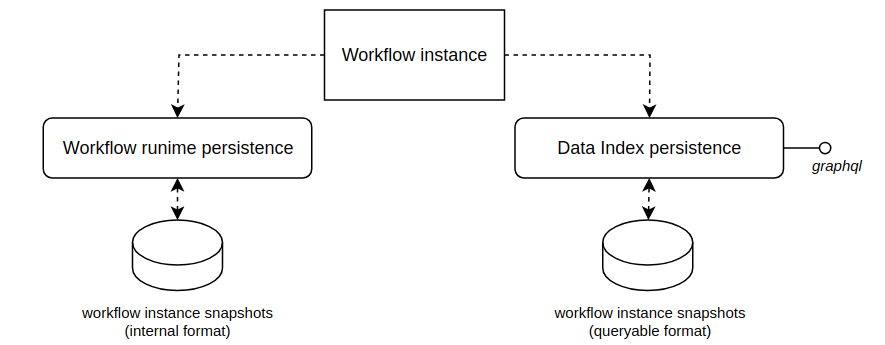 Workflow instance
Workflow runime persistence
Data Index persistence
graphql
workflow instance snapshots
(internal format)
workflow instance snapshots
(queryable format)